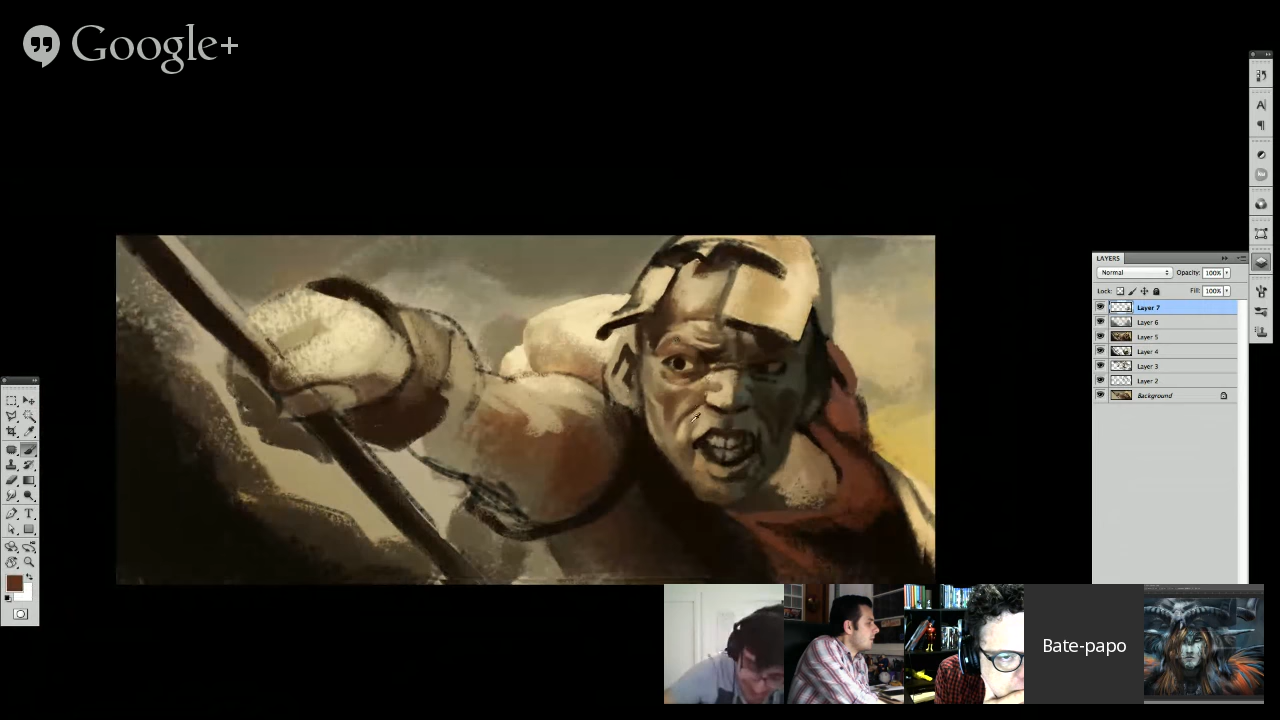 Google+
LAYERS
Normal
Opacity: 100%
Lock:
Fill: 100%
Layer 7
Layer 6
Layer 5
Layer 4
Layer 3
Layer 2
Background
Bate-papo